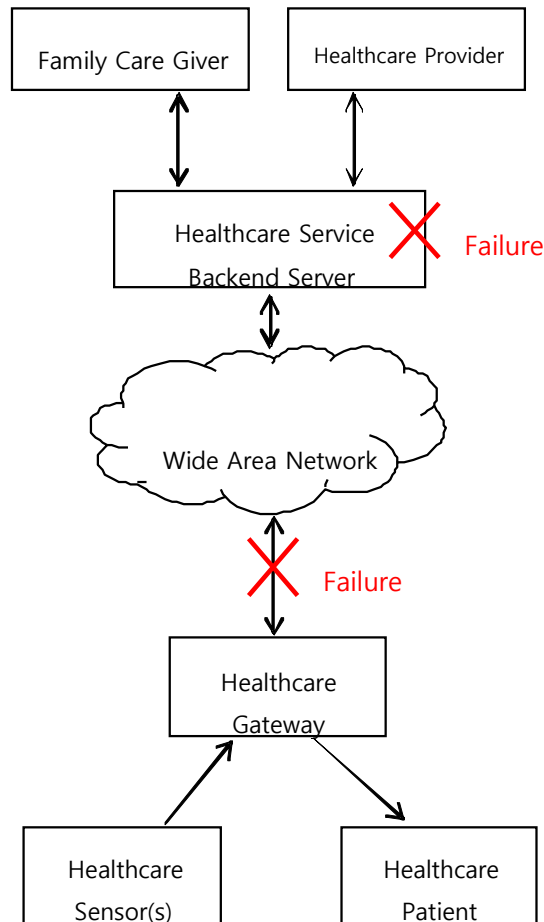 Family Care Giver
Healthcare Provider
Healthcare Service
Backend Server
Failure
Wide Area Network
Failure
Healthcare
Gateway
Healthcare
Sensor(s)
Healthcare
Patient